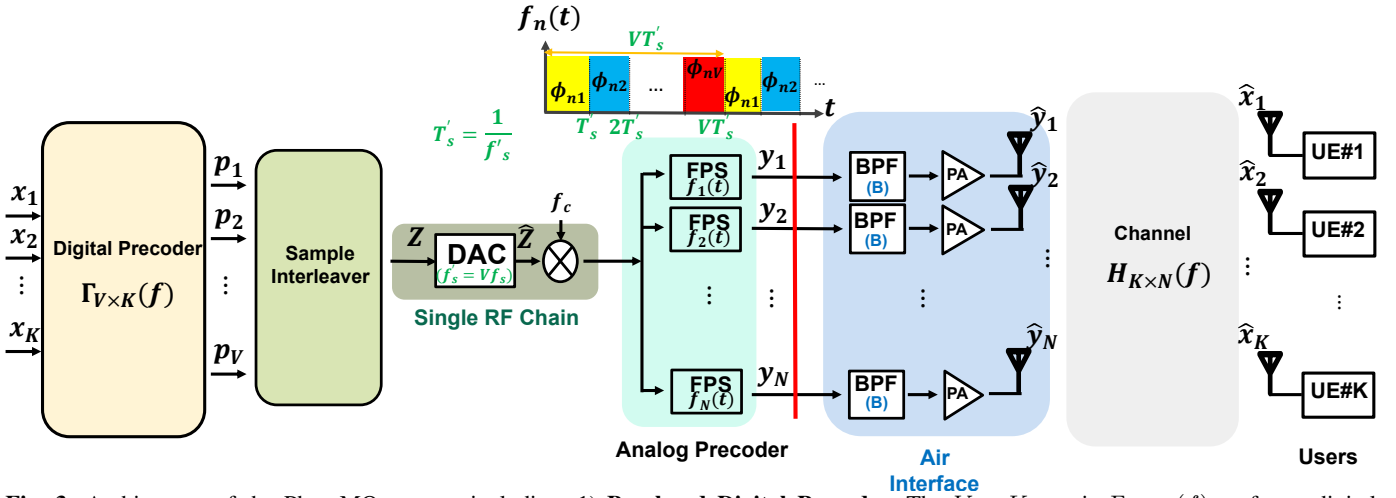 f_n(t)
VT'_s
ϕ_n1 ϕ_n2 ... ϕ_nV ϕ_n1 ϕ_n2 ...
t
T'_s 2T'_s VT'_s
T'_s = 1/f'_s
x_1
x_2
⋮
x_K
Digital Precoder
Γ_{V×K}(f)
p_1
p_2
⋮
p_V
Sample
Interleaver
Z
DAC
(f'_s = Vf_s)
Ẑ
f_c
Single RF Chain
FPS
f_1(t)
FPS
f_2(t)
⋮
FPS
f_N(t)
Analog Precoder
y_1
y_2
⋮
y_N
BPF
(B)
PA
BPF
(B)
PA
⋮
BPF
(B)
PA
ŷ_1
ŷ_2
⋮
ŷ_N
Air
Interface
Channel
H_{K×N}(f)
x̂_1
x̂_2
⋮
x̂_K
UE#1
UE#2
⋮
UE#K
Users